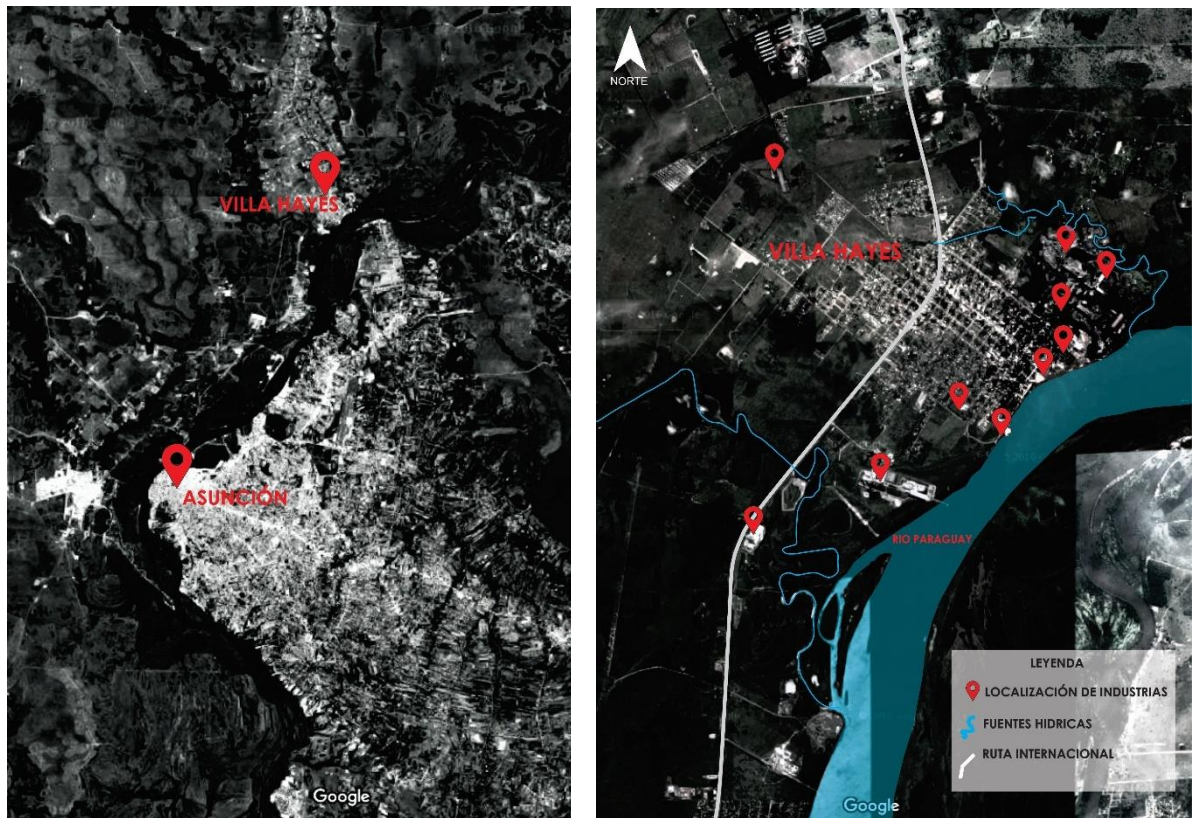 VILLA HAYES
ASUNCIÓN
Google
NORTE
VILLA HAYES
RIO PARAGUAY
LEYENDA
LOCALIZACIÓN DE INDUSTRIAS
FUENTES HIDRICAS
RUTA INTERNACIONAL
Google